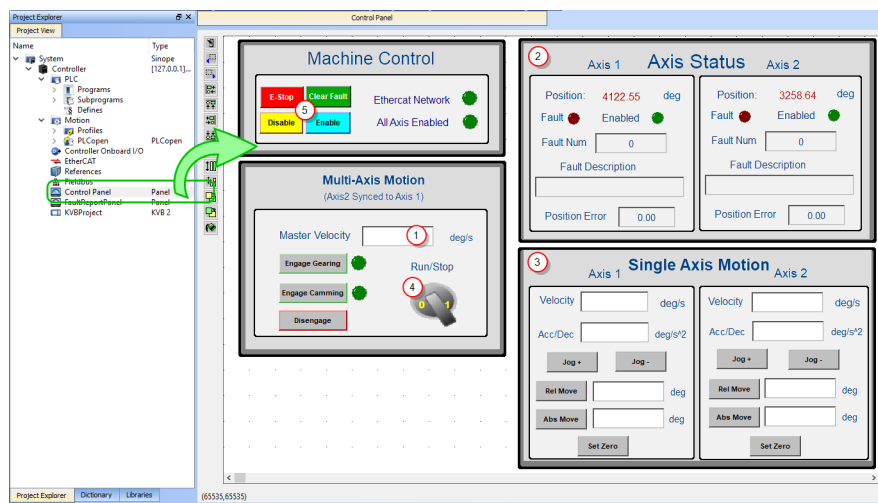 Project Explorer
Control Panel
Project View
Name Type
System Sinope
Controller [127.0.0.1]...
PLC
Programs
Subprograms
Defines
Motion
Profiles
PLCopen PLCopen
Controller Onboard I/O
EtherCAT
References
Fieldbus
Control Panel Panel
FaultReportPanel Panel
KVBProject KVB 2
Machine Control
E-Stop Clear Fault
Ethercat Network
5
Disable Enable
All Axis Enabled
Multi-Axis Motion
(Axis2 Synced to Axis 1)
Master Velocity 1 deg/s
Engage Gearing
Run/Stop
4
Engage Camming
0 1
Disengage
2
Axis 1 Axis Status Axis 2
Position: 4122.55 deg
Fault Enabled
Fault Num 0
Fault Description
Position Error 0.00
Position: 3258.64 deg
Fault Enabled
Fault Num 0
Fault Description
Position Error 0.00
3
Axis 1 Single Axis Motion Axis 2
Velocity deg/s
Acc/Dec deg/s^2
Jog + Jog -
Rel Move deg
Abs Move deg
Set Zero
Velocity deg/s
Acc/Dec deg/s^2
Jog + Jog -
Rel Move deg
Abs Move deg
Set Zero
Project Explorer Dictionary Libraries
(65535,65535)